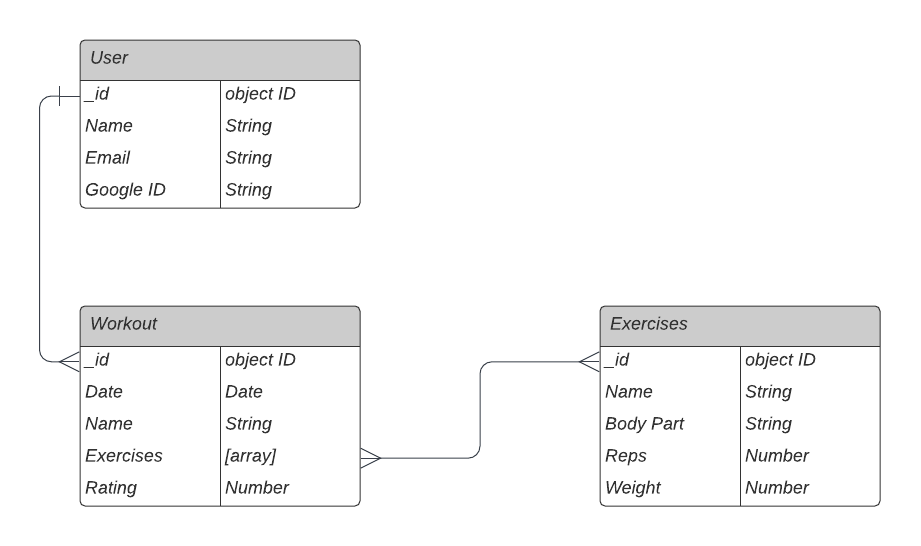 User
_id object ID
Name String
Email String
Google ID String
Workout
_id object ID
Date Date
Name String
Exercises [array]
Rating Number
Exercises
_id object ID
Name String
Body Part String
Reps Number
Weight Number